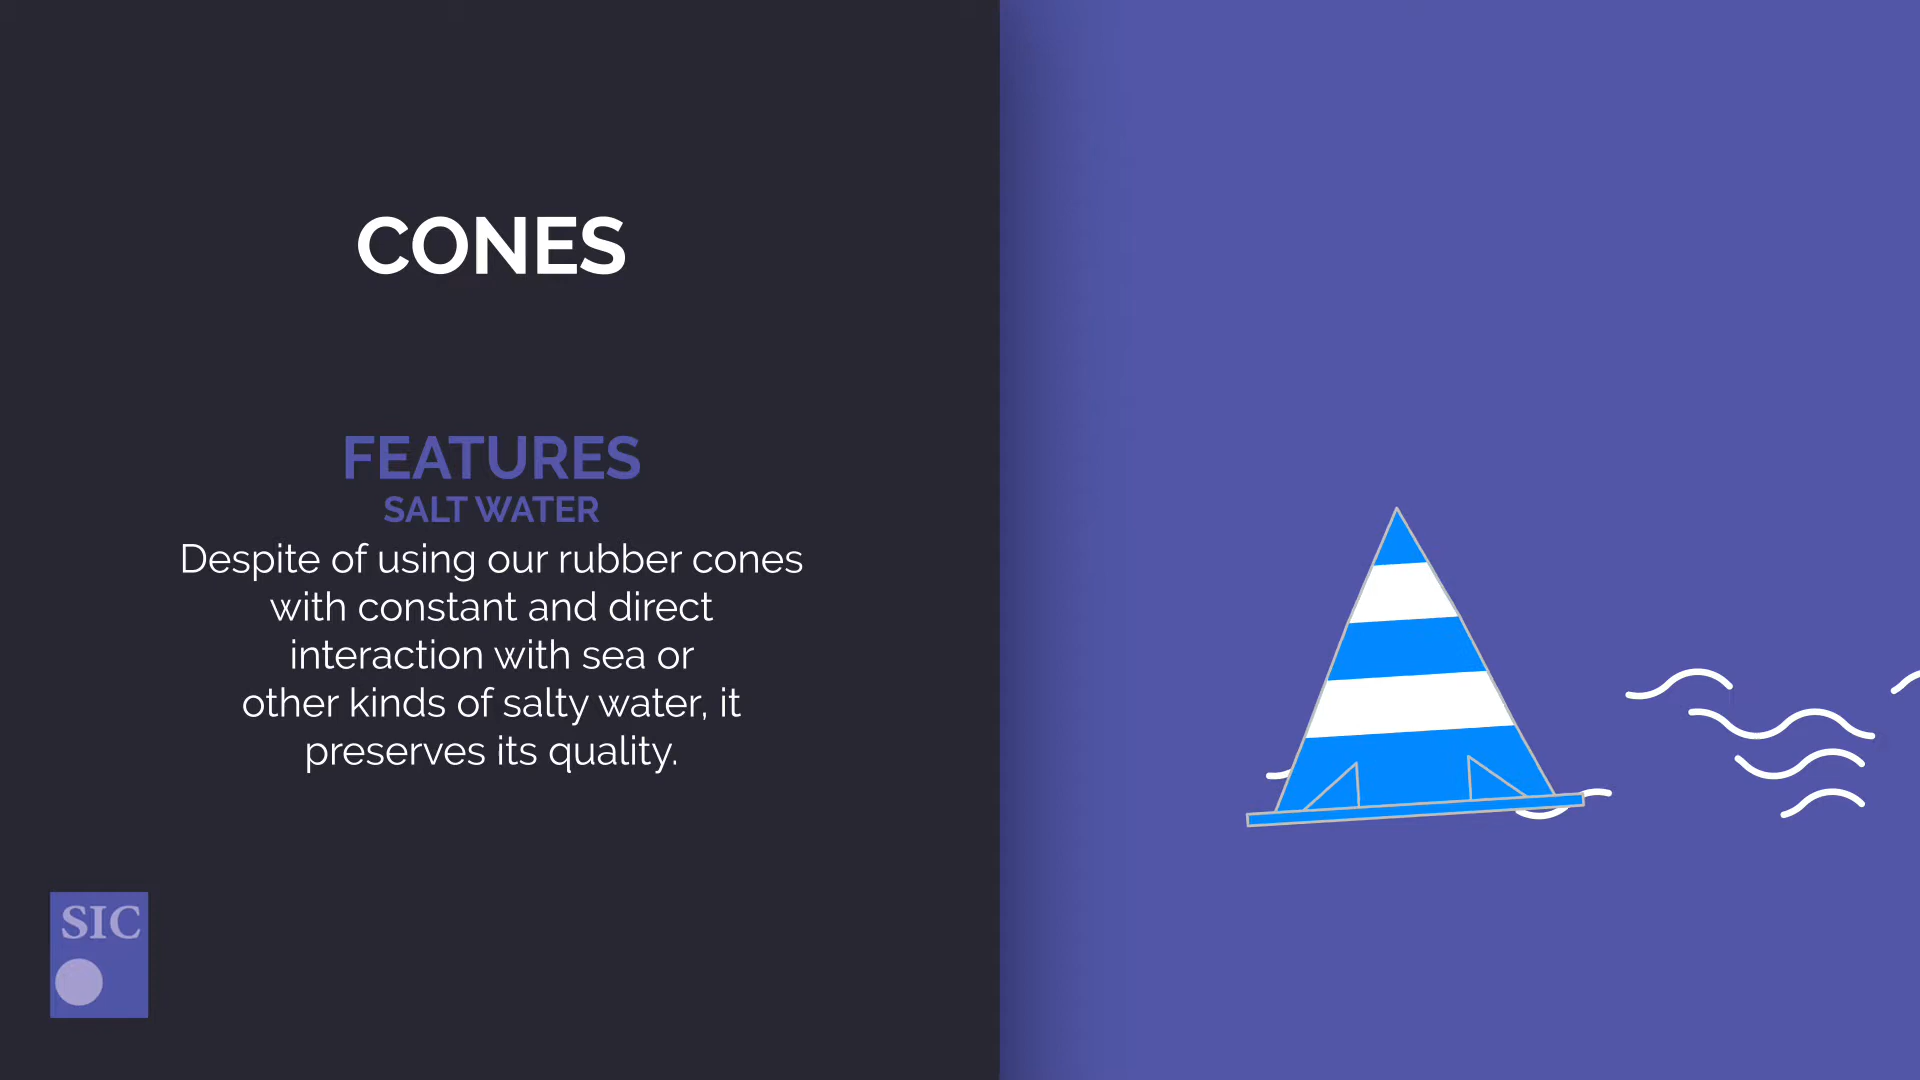 CONES
FEATURES
SALT WATER
Despite of using our rubber cones
with constant and direct
interaction with sea or
other kinds of salty water, it
preserves its quality.
SIC